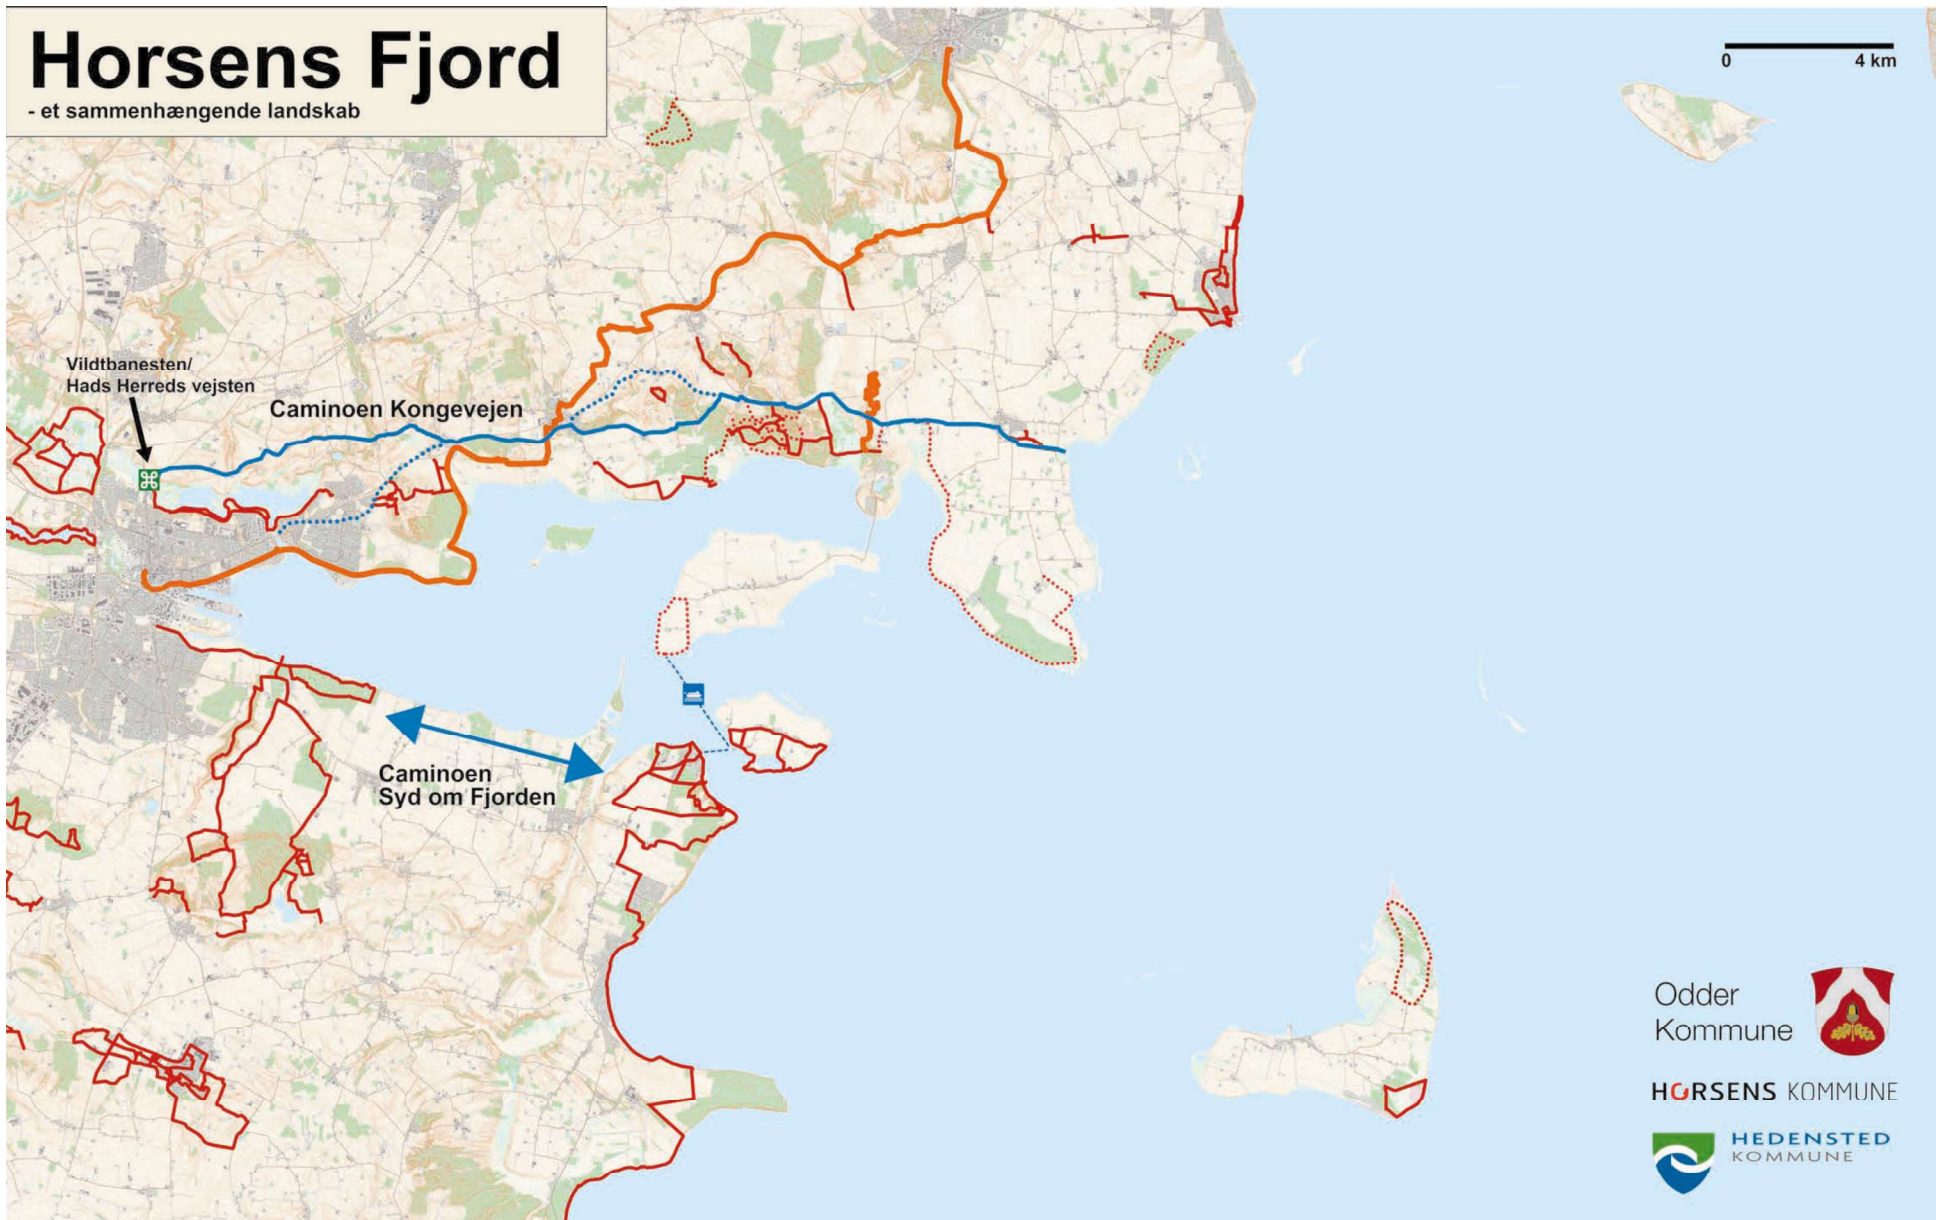 Horsens Fjord
- et sammenhængende landskab
0 4 km
Vildtbanesten/
Hads Herreds vejsten
Caminoen Kongevejen
Caminoen
Syd om Fjorden
Odder
Kommune
HORSENS KOMMUNE
HEDENSTED
KOMMUNE